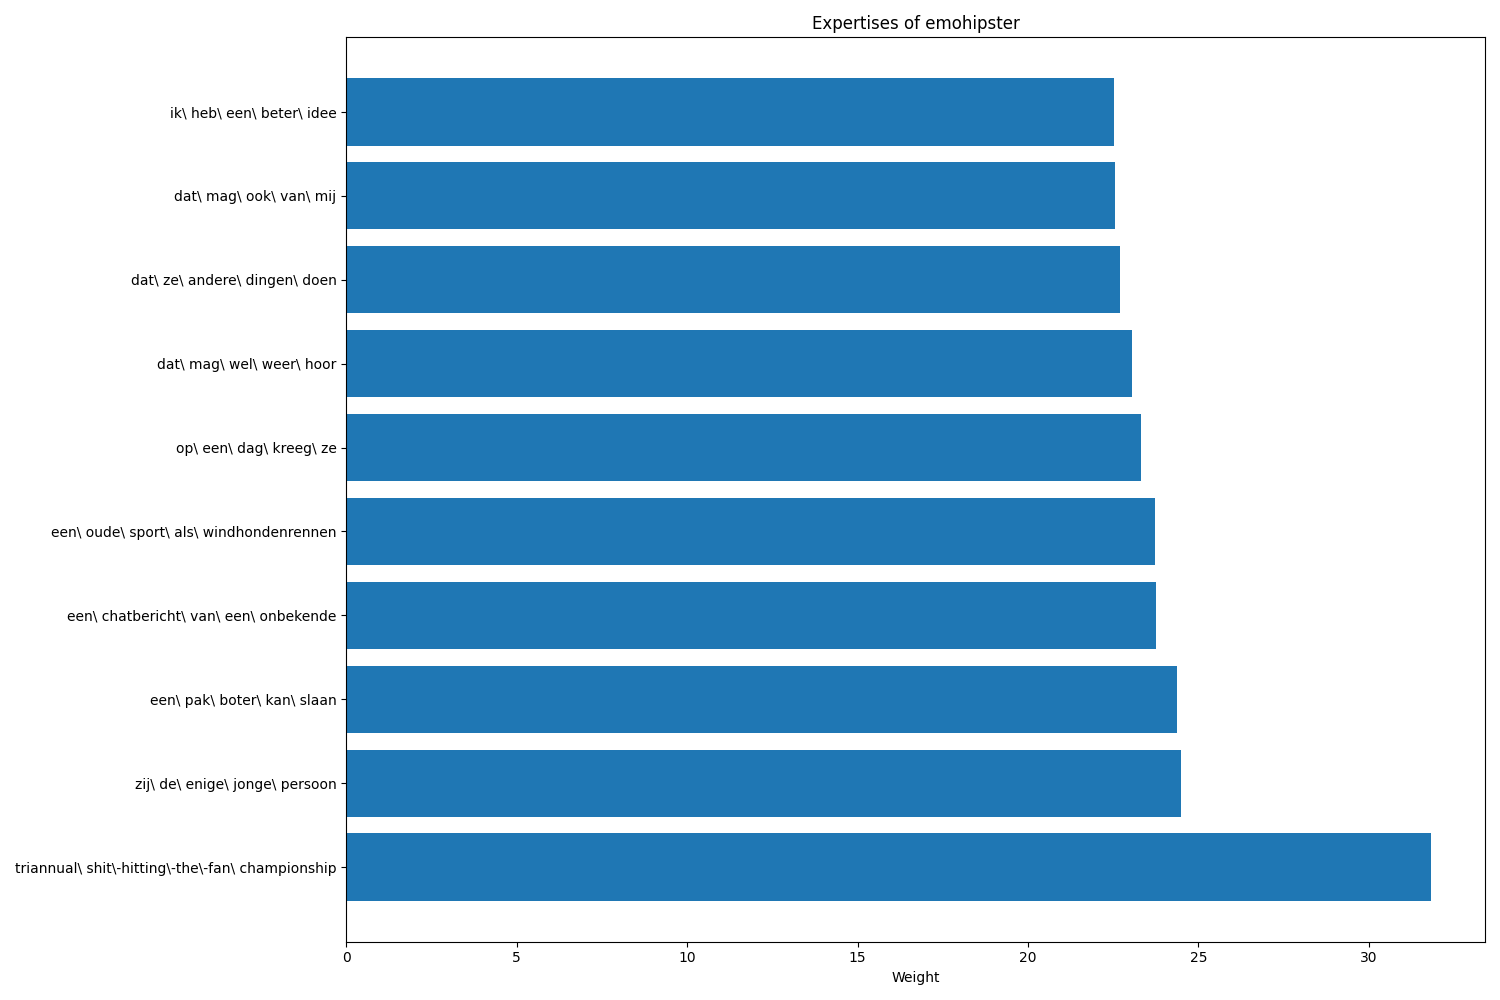 Expertises of emohipster
ik\ heb\ een\ beter\ idee
dat\ mag\ ook\ van\ mij
dat\ ze\ andere\ dingen\ doen
dat\ mag\ wel\ weer\ hoor
op\ een\ dag\ kreeg\ ze
een\ oude\ sport\ als\ windhondenrennen
een\ chatbericht\ van\ een\ onbekende
een\ pak\ boter\ kan\ slaan
zij\ de\ enige\ jonge\ persoon
triannual\ shit\-hitting\-the\-fan\ championship
0 5 10 15 20 25 30
Weight